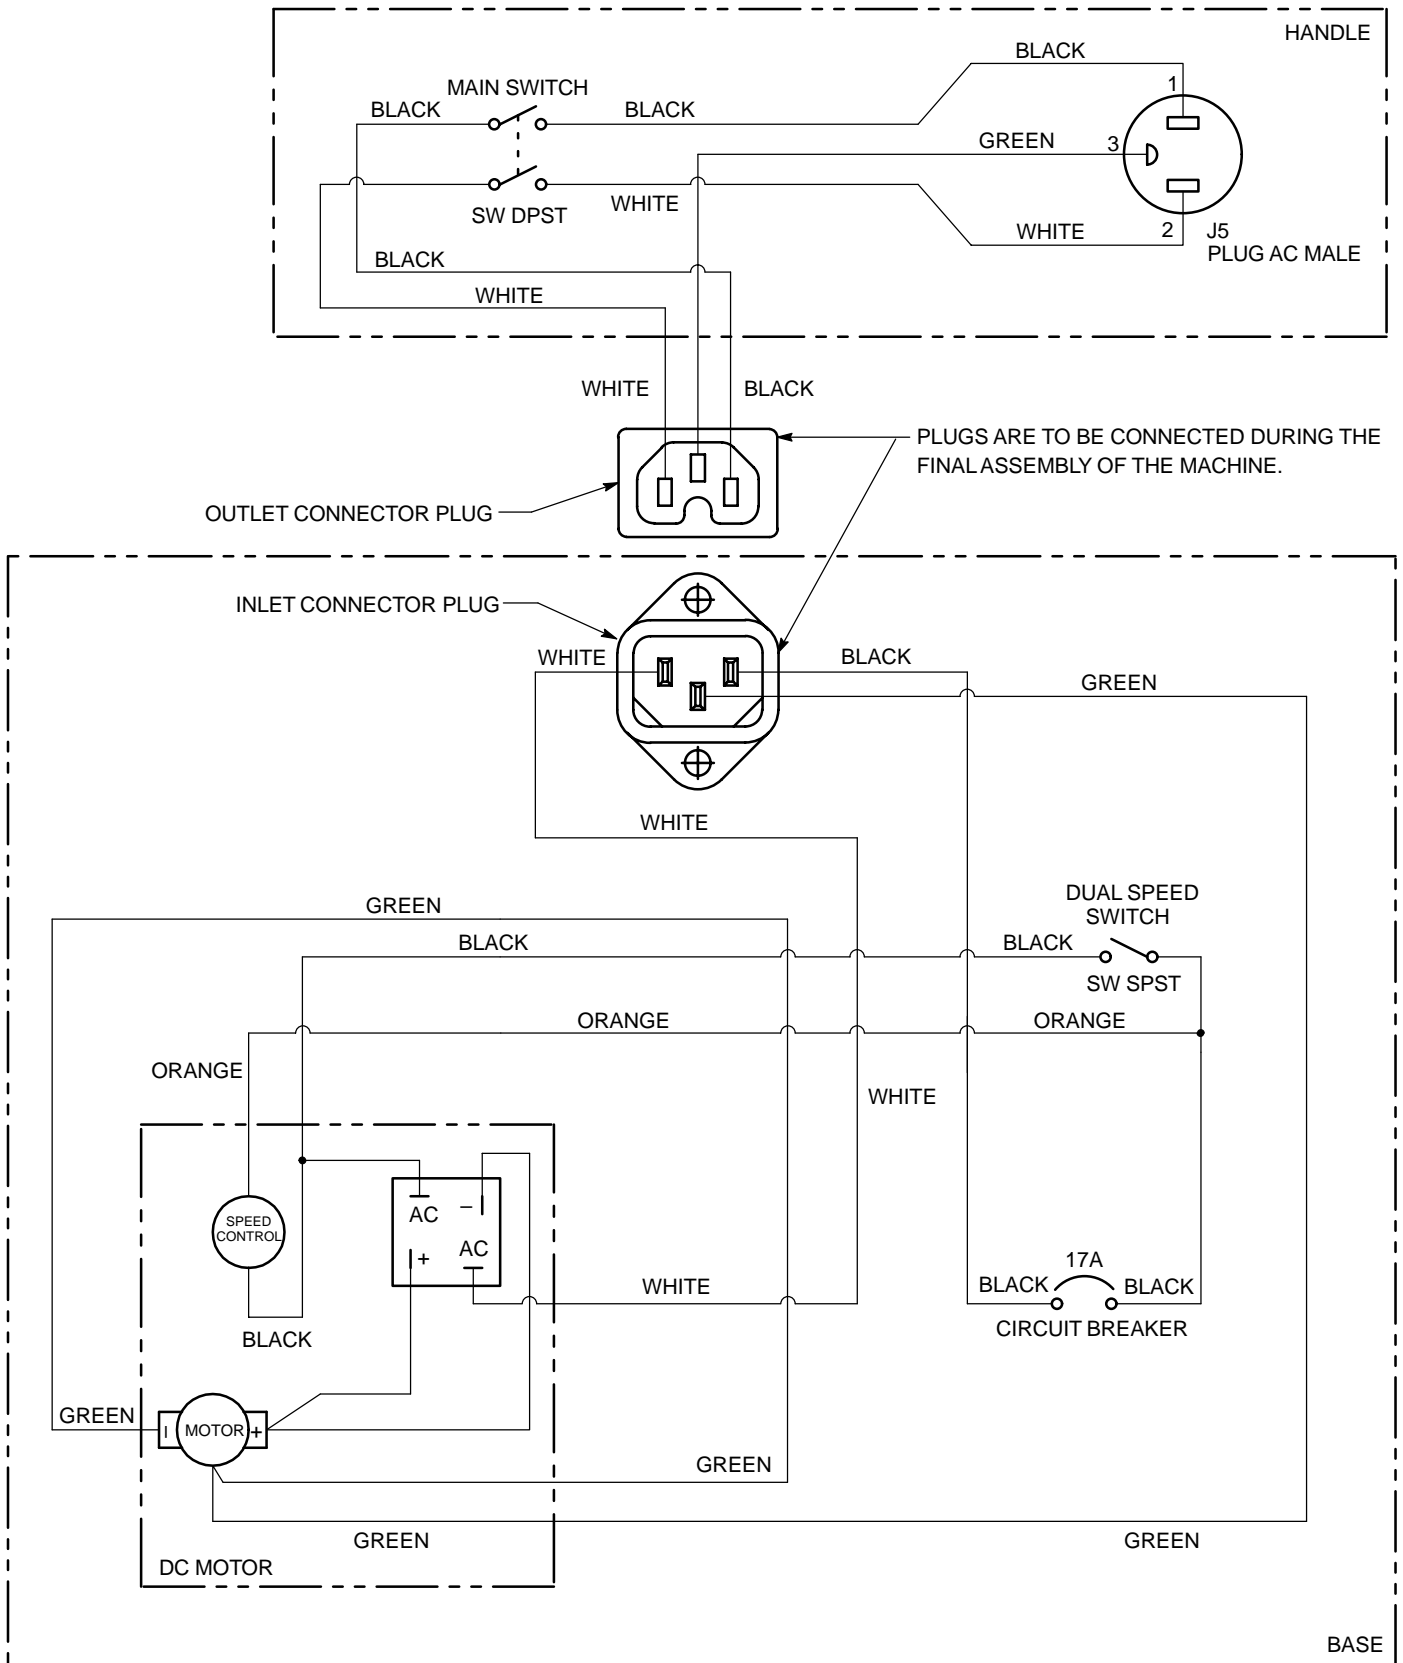 HANDLE
BLACK
MAIN SWITCH
BLACK
BLACK
1
GREEN
3
WHITE
SW DPST
WHITE
2
J5
PLUG AC MALE
BLACK
WHITE
WHITE
BLACK
PLUGS ARE TO BE CONNECTED DURING THE
FINAL ASSEMBLY OF THE MACHINE.
OUTLET CONNECTOR PLUG
INLET CONNECTOR PLUG
WHITE
BLACK
GREEN
WHITE
DUAL SPEED
SWITCH
GREEN
BLACK
BLACK
SW SPST
ORANGE
ORANGE
ORANGE
WHITE
SPEED
CONTROL
AC
–
+
AC
17A
WHITE
BLACK
BLACK
CIRCUIT BREAKER
BLACK
GREEN
I
MOTOR
+
GREEN
GREEN
GREEN
DC MOTOR
BASE